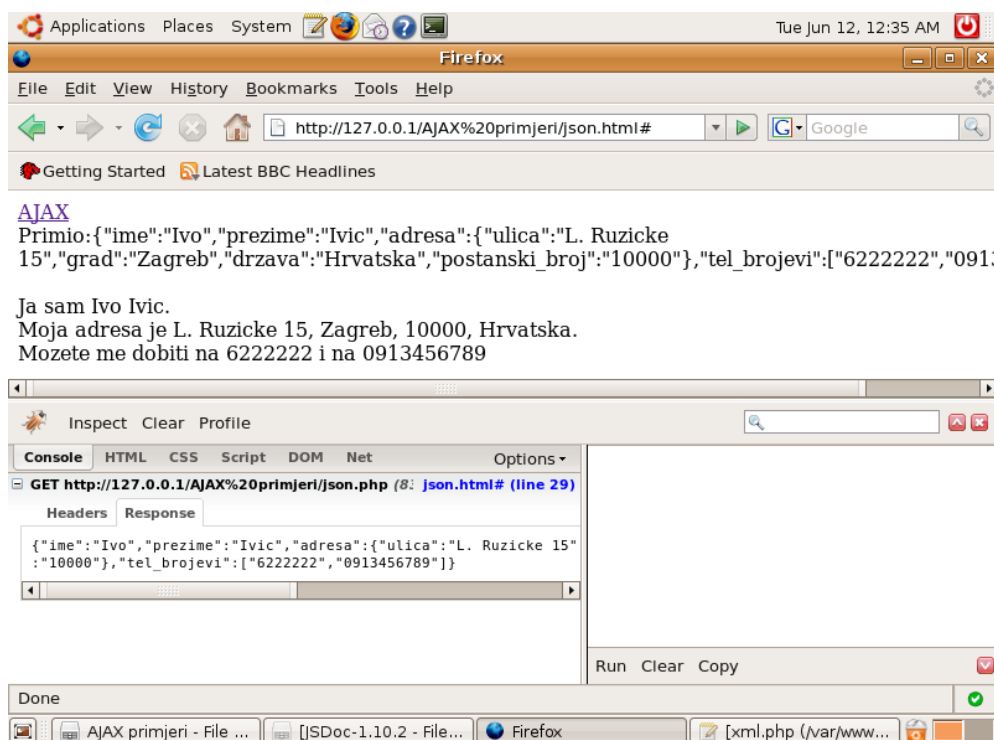 Applications Places System Tue Jun 12, 12:35 AM
Firefox
File Edit View History Bookmarks Tools Help
http://127.0.0.1/AJAX%20primjeri/json.html# G Google
Getting Started Latest BBC Headlines
AJAX
Primio:{"ime":"Ivo","prezime":"Ivic","adresa":{"ulica":"L. Ruzicke
15","grad":"Zagreb","drzava":"Hrvatska","postanski_broj":"10000"},"tel_brojevi":["6222222","091
Ja sam Ivo Ivic.
Moja adresa je L. Ruzicke 15, Zagreb, 10000, Hrvatska.
Mozete me dobiti na 6222222 i na 0913456789
Inspect Clear Profile
Console HTML CSS Script DOM Net Options
GET http://127.0.0.1/AJAX%20primjeri/json.php (8 json.html# (line 29)
Headers Response
{"ime":"Ivo","prezime":"Ivic","adresa":{"ulica":"L. Ruzicke 15"
:"10000"},"tel_brojevi":["6222222","0913456789"]}
Run Clear Copy
Done
AJAX primjeri - File ... [JSDoc-1.10.2 - File... Firefox [xml.php (/var/www...